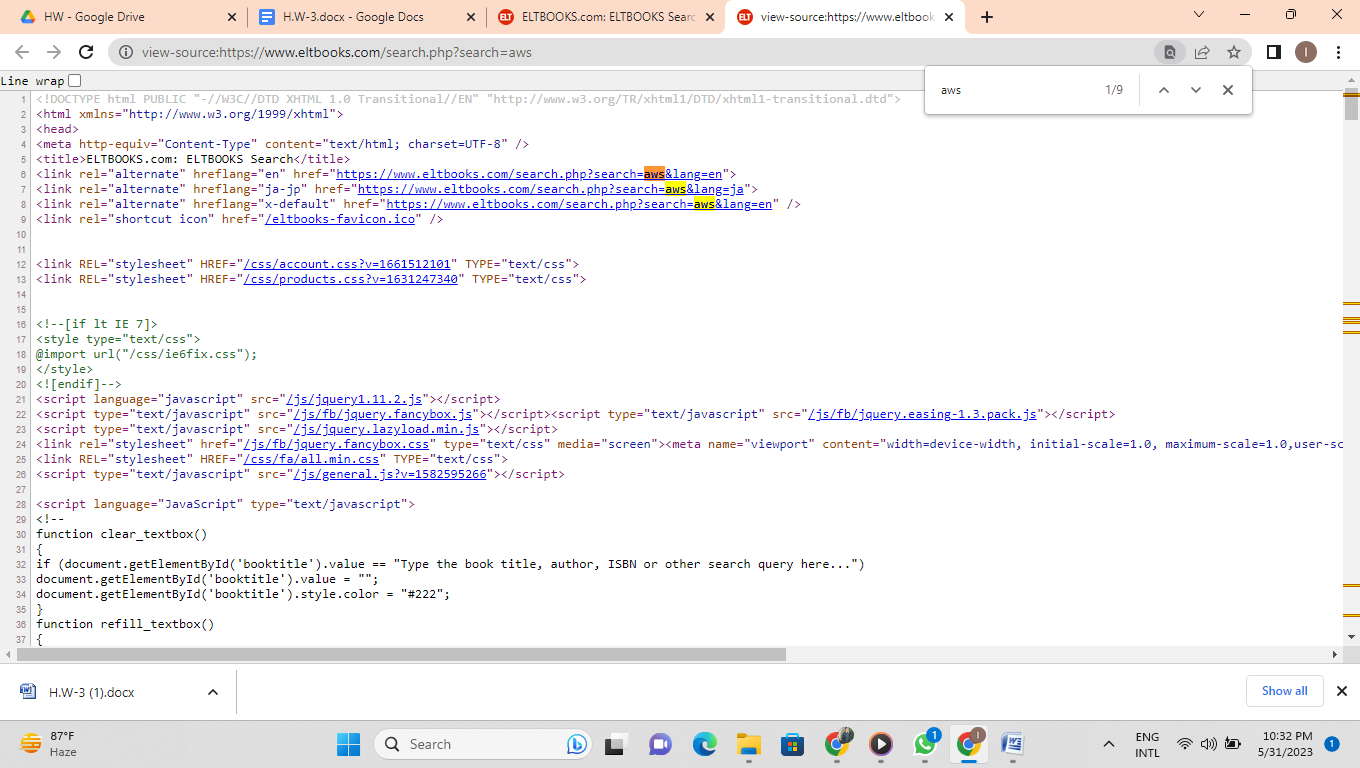 HW - Google Drive
H.W-3.docx - Google Docs
ELT
ELTBOOKS.com: ELTBOOKS Searc
ELT
view-source:https://www.eltbook
view-source:https://www.eltbooks.com/search.php?search=aws
I
Line wrap
aws
1/9
1 <!DOCTYPE html PUBLIC "-//W3C//DTD XHTML 1.0 Transitional//EN" "http://www.w3.org/TR/xhtml1/DTD/xhtml1-transitional.dtd">
2 <html xmlns="http://www.w3.org/1999/xhtml">
3 <head>
4 <meta http-equiv="Content-Type" content="text/html; charset=UTF-8" />
5 <title>ELTBOOKS.com: ELTBOOKS Search</title>
6 <link rel="alternate" hreflang="en" href="https://www.eltbooks.com/search.php?search=aws&lang=en">
7 <link rel="alternate" hreflang="ja-jp" href="https://www.eltbooks.com/search.php?search=aws&lang=ja">
8 <link rel="alternate" hreflang="x-default" href="https://www.eltbooks.com/search.php?search=aws&lang=en" />
9 <link rel="shortcut icon" href="/eltbooks-favicon.ico" />
10
11
12 <link REL="stylesheet" HREF="/css/account.css?v=1661512101" TYPE="text/css">
13 <link REL="stylesheet" HREF="/css/products.css?v=1631247340" TYPE="text/css">
14
15
16 <!--[if lt IE 7]>
17 <style type="text/css">
18 @import url("/css/ie6fix.css");
19 </style>
20 <![endif]-->
21 <script language="javascript" src="/js/jquery1.11.2.js"></script>
22 <script type="text/javascript" src="/js/fb/jquery.fancybox.js"></script><script type="text/javascript" src="/js/fb/jquery.easing-1.3.pack.js"></script>
23 <script type="text/javascript" src="/js/jquery.lazyload.min.js"></script>
24 <link rel="stylesheet" href="/js/fb/jquery.fancybox.css" type="text/css" media="screen"><meta name="viewport" content="width=device-width, initial-scale=1.0, maximum-scale=1.0,user-sc
25 <link REL="stylesheet" HREF="/css/fa/all.min.css" TYPE="text/css">
26 <script type="text/javascript" src="/js/general.js?v=1582595266"></script>
27
28 <script language="JavaScript" type="text/javascript">
29 <!--
30 function clear_textbox()
31 {
32 if (document.getElementById('booktitle').value == "Type the book title, author, ISBN or other search query here...")
33 document.getElementById('booktitle').value = "";
34 document.getElementById('booktitle').style.color = "#222";
35 }
36 function refill_textbox()
37 {
H.W-3 (1).docx
Show all
87°F
Haze
Search
1
I
ENG
INTL
10:32 PM
5/31/2023
1